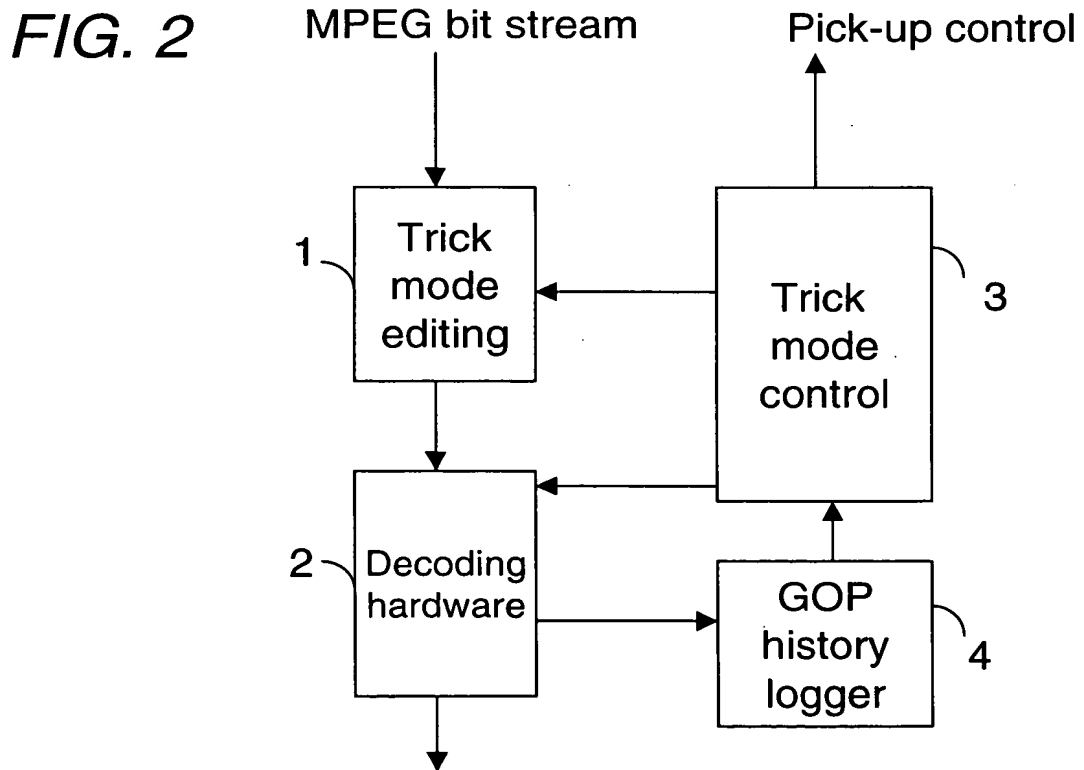 FIG. 2
MPEG bit stream
Pick-up control
1
Trick
mode
editing
Trick
mode
control
3
2
Decoding
hardware
GOP
history
logger
4